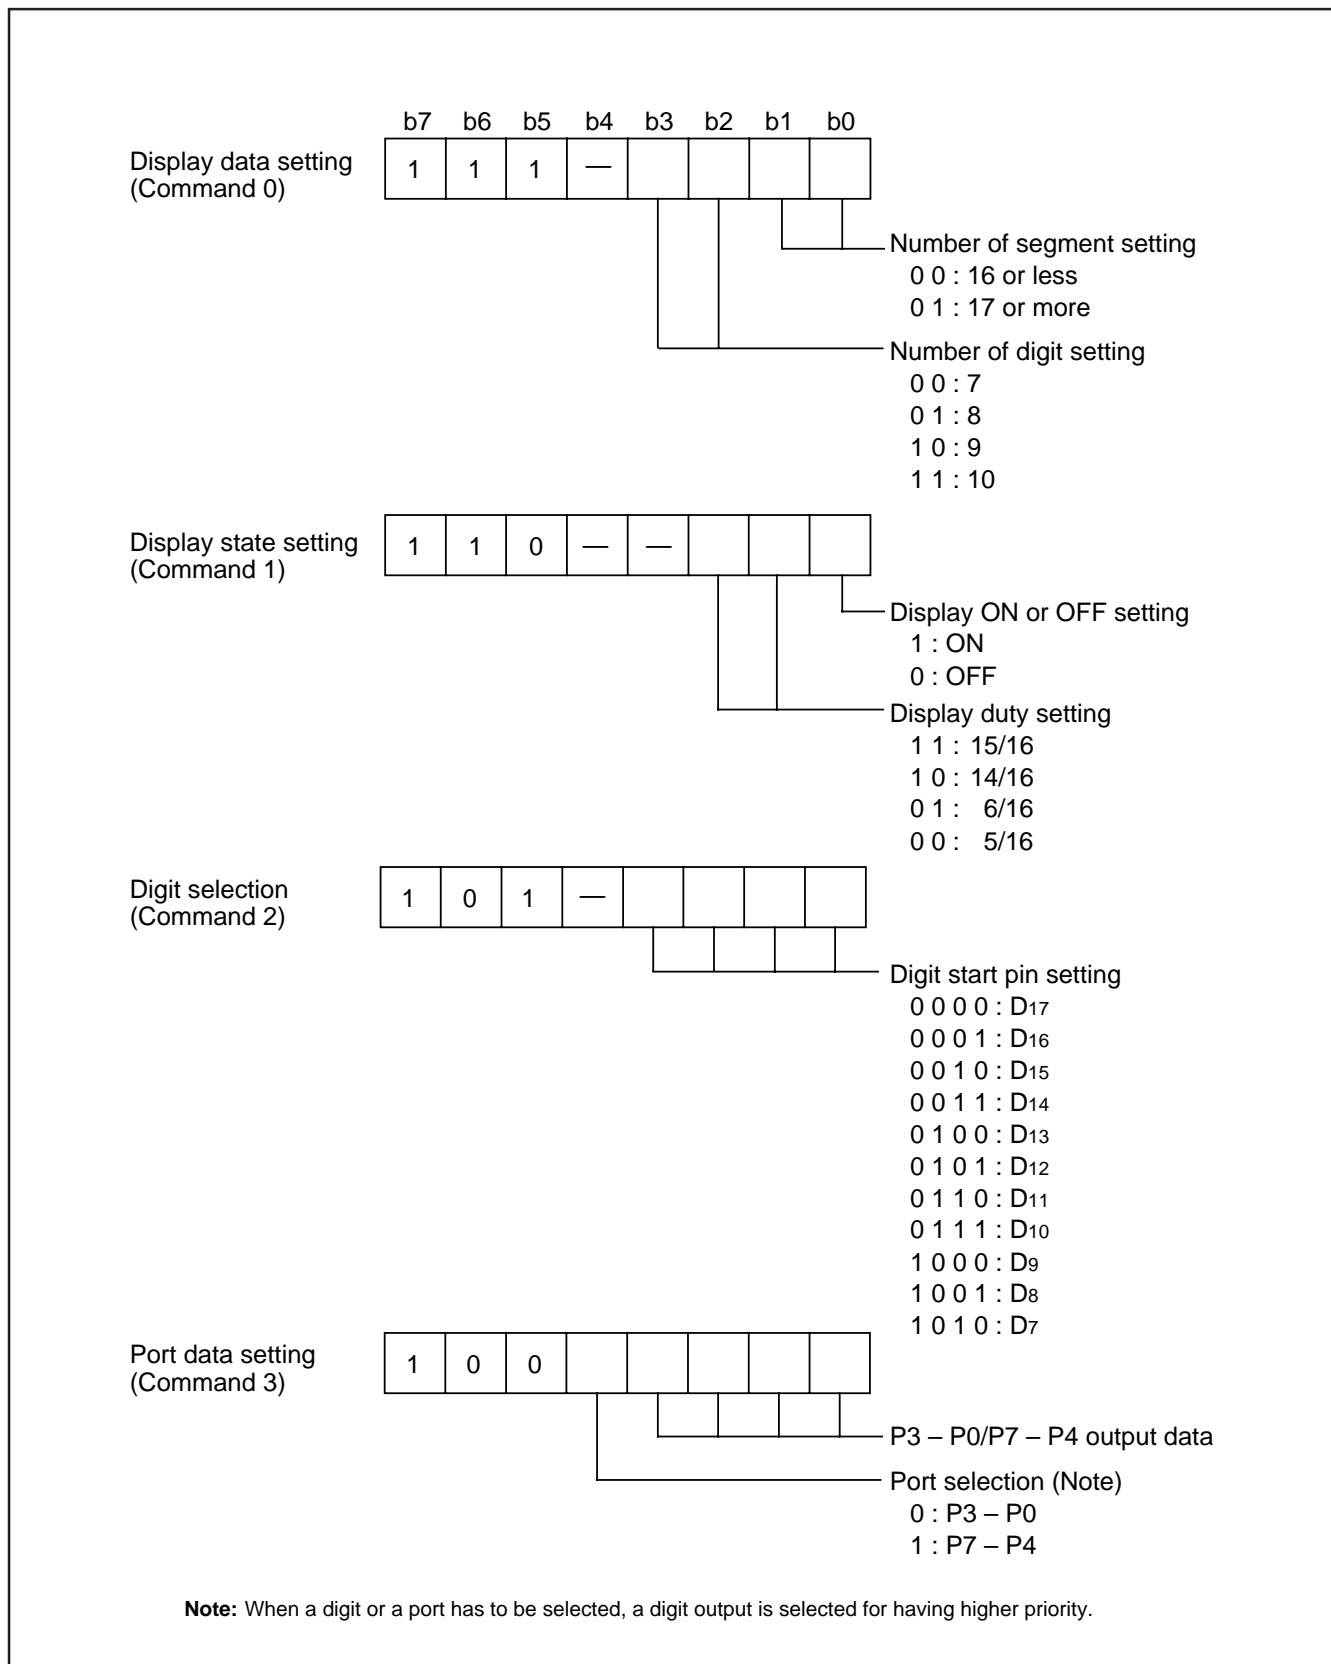 b7 b6 b5 b4 b3 b2 b1 b0
Display data setting
(Command 0)
1 1 1 —
Number of segment setting
0 0 : 16 or less
0 1 : 17 or more
Number of digit setting
0 0 : 7
0 1 : 8
1 0 : 9
1 1 : 10
Display state setting
(Command 1)
1 1 0 — —
Display ON or OFF setting
1 : ON
0 : OFF
Display duty setting
1 1 : 15/16
1 0 : 14/16
0 1 : 6/16
0 0 : 5/16
Digit selection
(Command 2)
1 0 1 —
Digit start pin setting
0 0 0 0 : D17
0 0 0 1 : D16
0 0 1 0 : D15
0 0 1 1 : D14
0 1 0 0 : D13
0 1 0 1 : D12
0 1 1 0 : D11
0 1 1 1 : D10
1 0 0 0 : D9
1 0 0 1 : D8
1 0 1 0 : D7
Port data setting
(Command 3)
1 0 0
P3 – P0/P7 – P4 output data
Port selection (Note)
0 : P3 – P0
1 : P7 – P4
Note: When a digit or a port has to be selected, a digit output is selected for having higher priority.